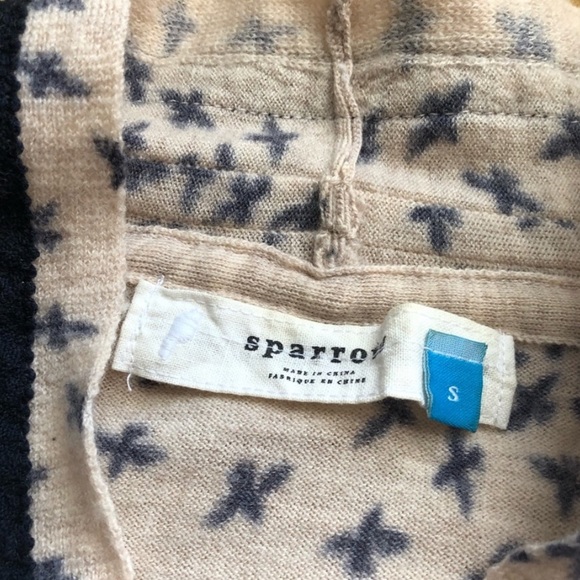 sparrow
MADE IN CHINA
FABRIQUE EN CHINE
S